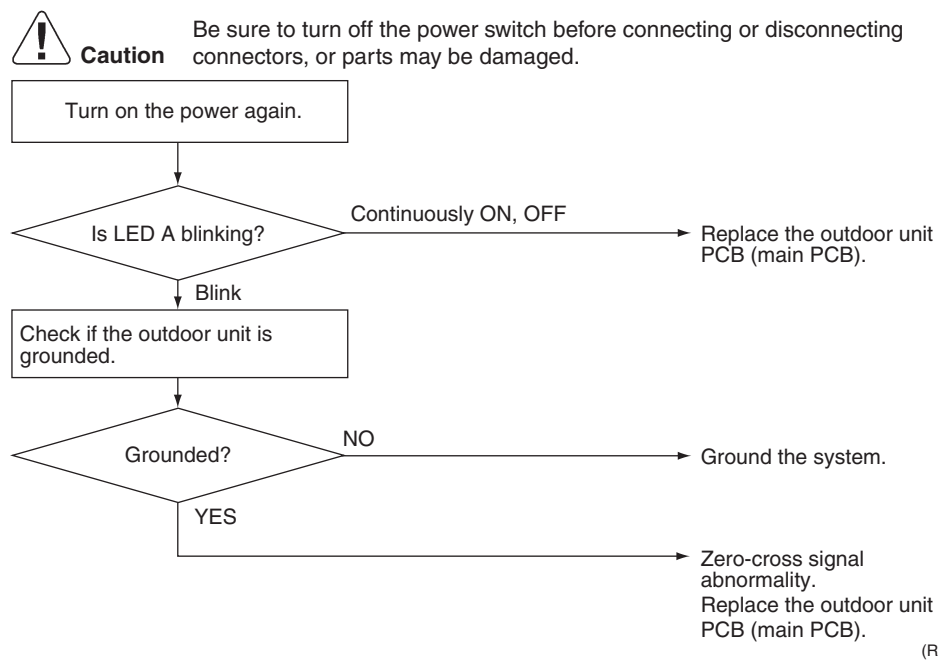 Be sure to turn off the power switch before connecting or disconnecting
Caution connectors, or parts may be damaged.
Turn on the power again.
Is LED A blinking?
Continuously ON, OFF
Replace the outdoor unit
PCB (main PCB).
Blink
Check if the outdoor unit is
grounded.
Grounded?
NO
Ground the system.
YES
Zero-cross signal
abnormality.
Replace the outdoor unit
PCB (main PCB).
(R